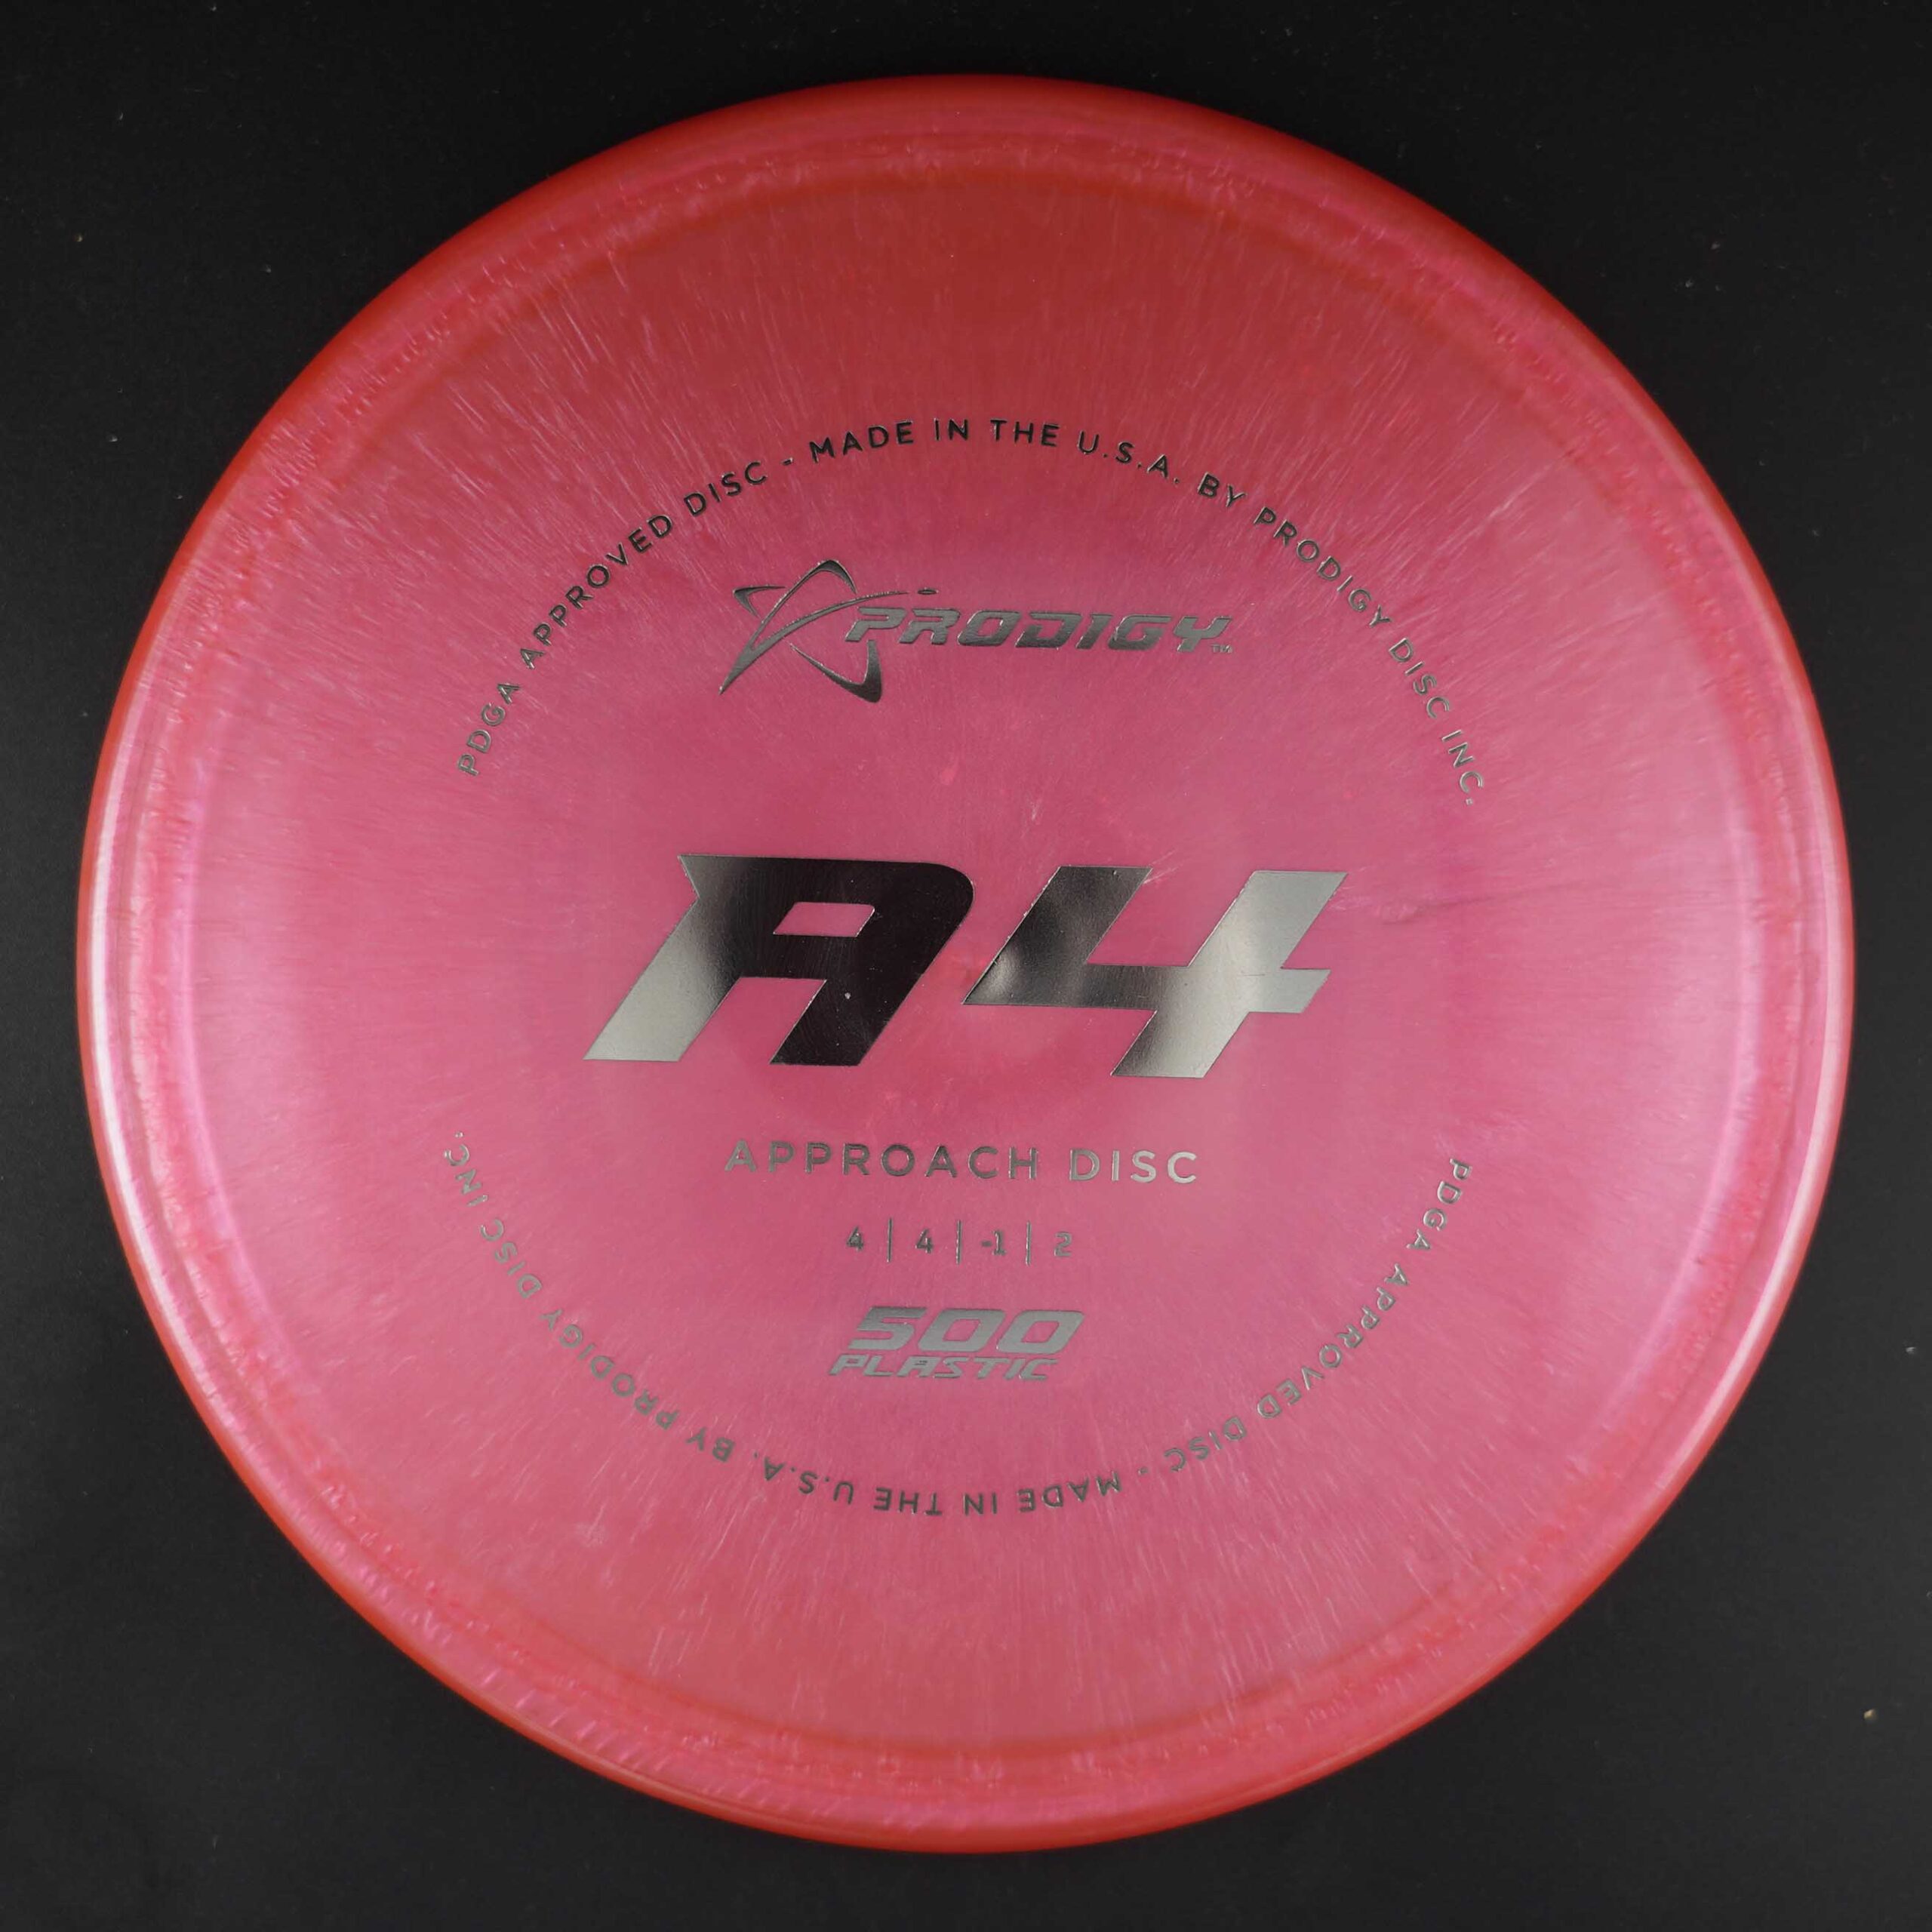 PDGA APPROVED DISC - MADE IN THE U.S.A. BY PRODIGY DISC INC.
PRODIGY™
A4
APPROACH DISC
4 | 4 | -1 | 2
500
PLASTIC
PDGA APPROVED DISC - MADE IN THE U.S.A. BY PRODIGY DISC INC.